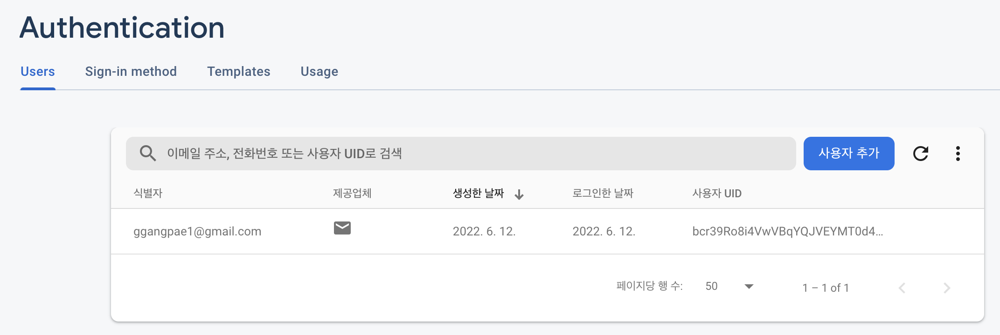 Authentication
Users Sign-in method Templates Usage
이메일 주소, 전화번호 또는 사용자 UID로 검색 사용자 추가
식별자 제공업체 생성한 날짜 로그인한 날짜 사용자 UID
ggangpae1@gmail.com 2022. 6. 12. 2022. 6. 12. bcr39Ro8i4VwVBqYQJVEYMT0d4...
페이지당 행 수: 50 1 – 1 of 1